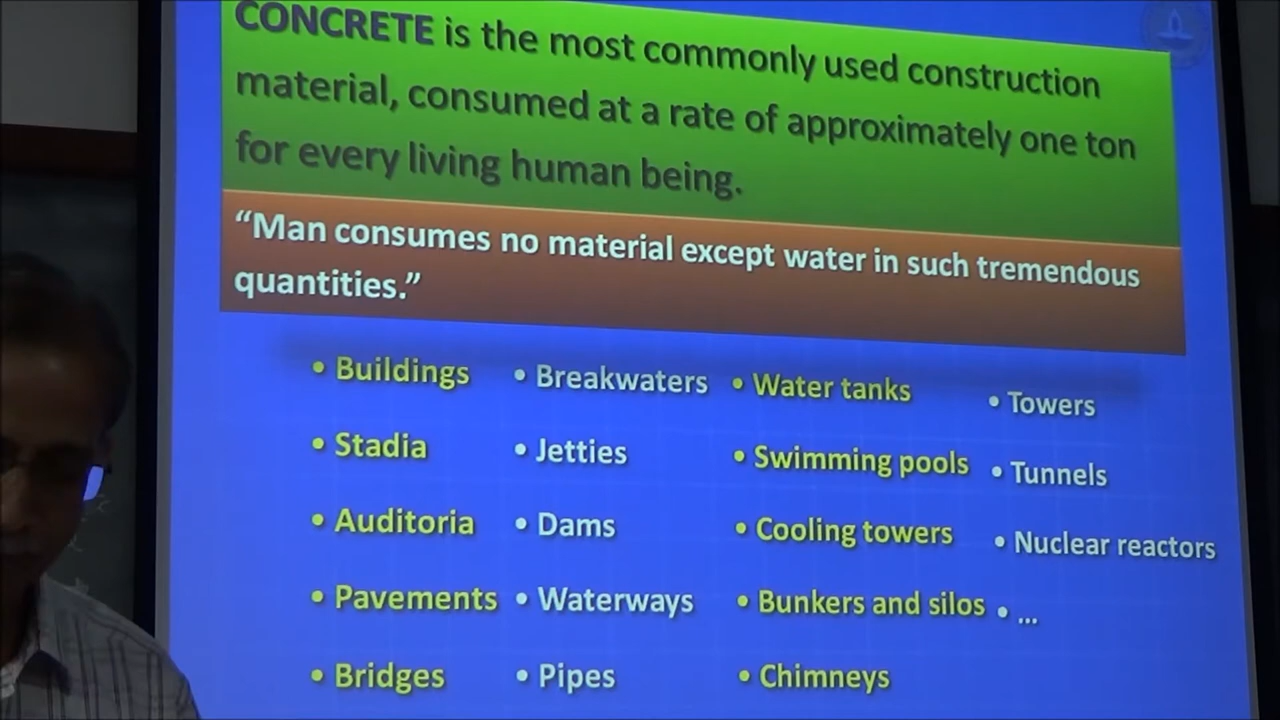 CONCRETE is the most commonly used construction
material, consumed at a rate of approximately one ton
for every living human being.
“Man consumes no material except water in such tremendous
quantities.”
• Buildings
• Stadia
• Auditoria
• Pavements
• Bridges
• Breakwaters
• Jetties
• Dams
• Waterways
• Pipes
• Water tanks
• Swimming pools
• Cooling towers
• Bunkers and silos
• Chimneys
• Towers
• Tunnels
• Nuclear reactors
• ...